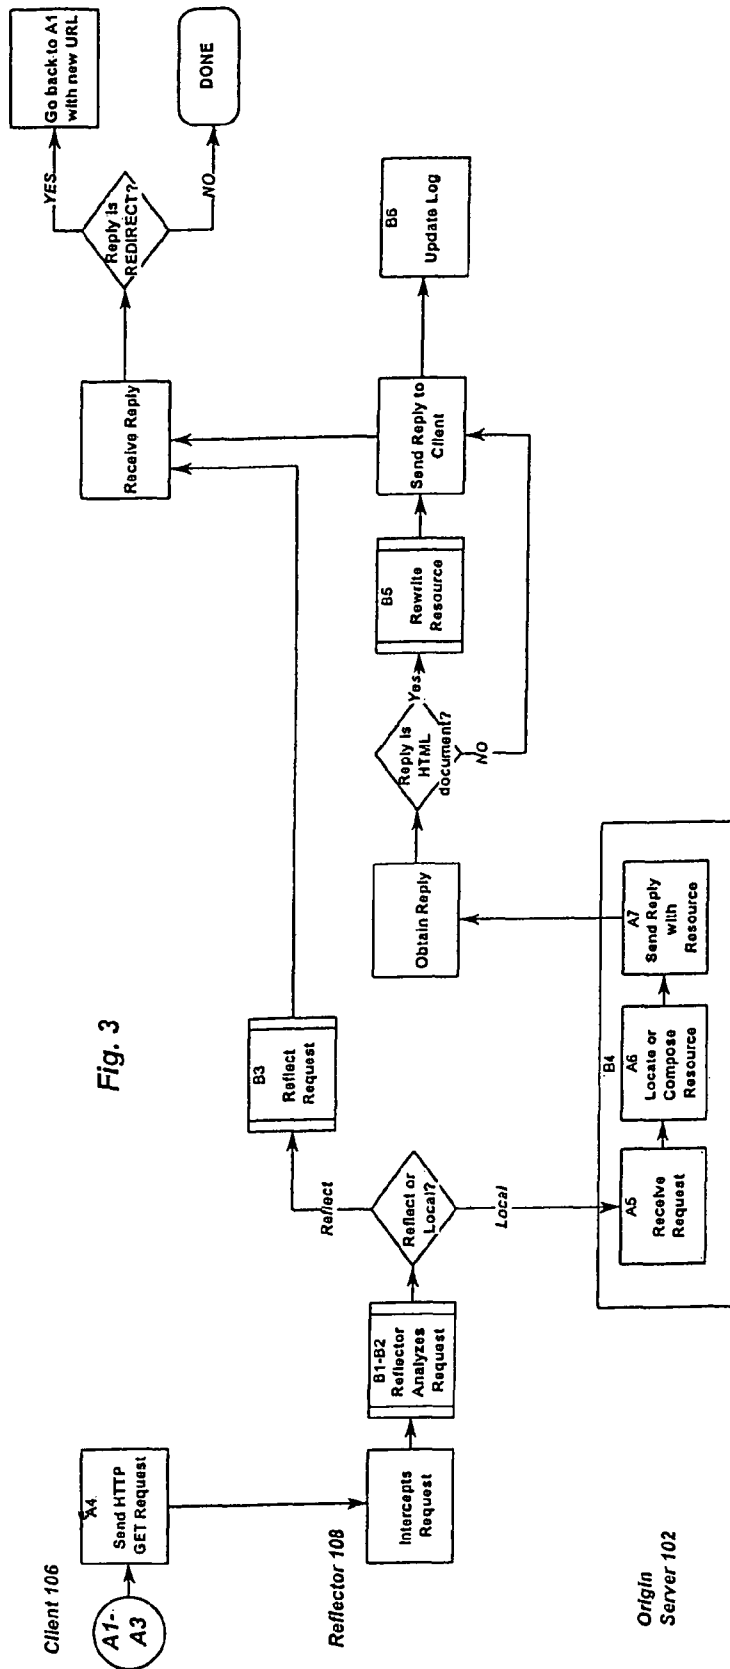 Fig. 3
Client 106
A1-
A3
A4
Send HTTP
GET Request
Receive Reply
Reply is
REDIRECT?
YES
Go back to A1
with new URL
NO
DONE
Reflector 108
Intercepts
Request
B1-B2
Reflector
Analyzes
Request
Reflect or
Local?
Reflect
B3
Reflect
Request
Local
Obtain Reply
Reply is
HTML
document?
Yes
NO
B5
Rewrite
Resource
Send Reply to
Client
B6
Update Log
Origin
Server 102
B4
A5
Receive
Request
A6
Locate or
Compose
Resource
A7
Send Reply
with
Resource